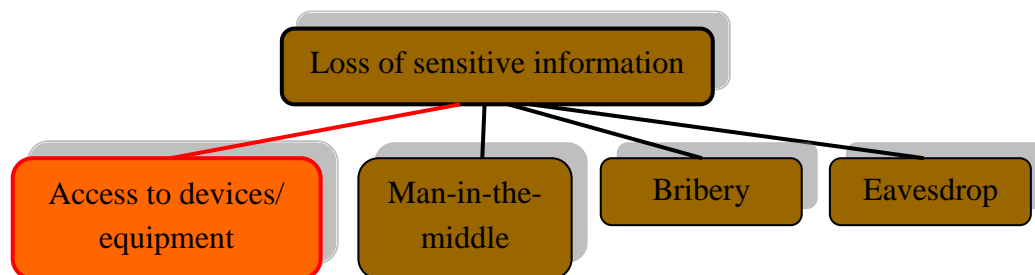 Loss of sensitive information
Access to devices/
equipment
Man-in-the-
middle
Bribery
Eavesdrop